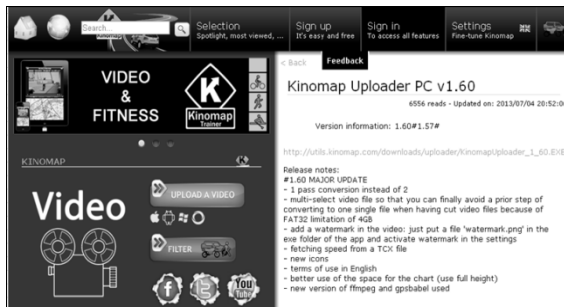 Selection
Spotlight, most viewed, ...
Sign up
It's easy and free
Sign in
To access all features
Settings
Fine-tune Kinomap
Search...
Kinomap
Feedback
< Back
VIDEO
&
FITNESS
K
Kinomap
Trainer
KINOMAP
Video
UPLOAD A VIDEO
FILTER
You
Tube
Kinomap Uploader PC v1.60
6556 reads - Updated on: 2013/07/04 20:52:0
Version information: 1.60#1.57#
http://utils.kinomap.com/downloads/uploader/KinomapUploader_1_60.EXE
Release notes:
#1.60 MAJOR UPDATE
- 1 pass conversion instead of 2
- multi-select video file so that you can finally avoid a prior step of
converting to one single file when having cut video files because of
FAT32 limitation of 4GB
- add a watermark in the video: just put a file 'watermark.png' in the
exe folder of the app and activate watermark in the settings
- fetching speed from a TCX file
- new icons
- terms of use in English
- better use of the space for the chart (use full height)
- new version of ffmpeg and gpsbabel used